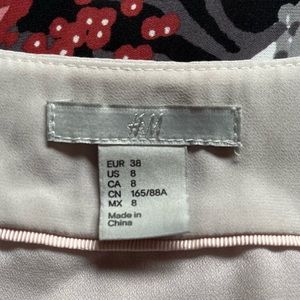 H&M
EUR 38
US 8
CA 8
CN 165/88A
MX 8
Made in
China